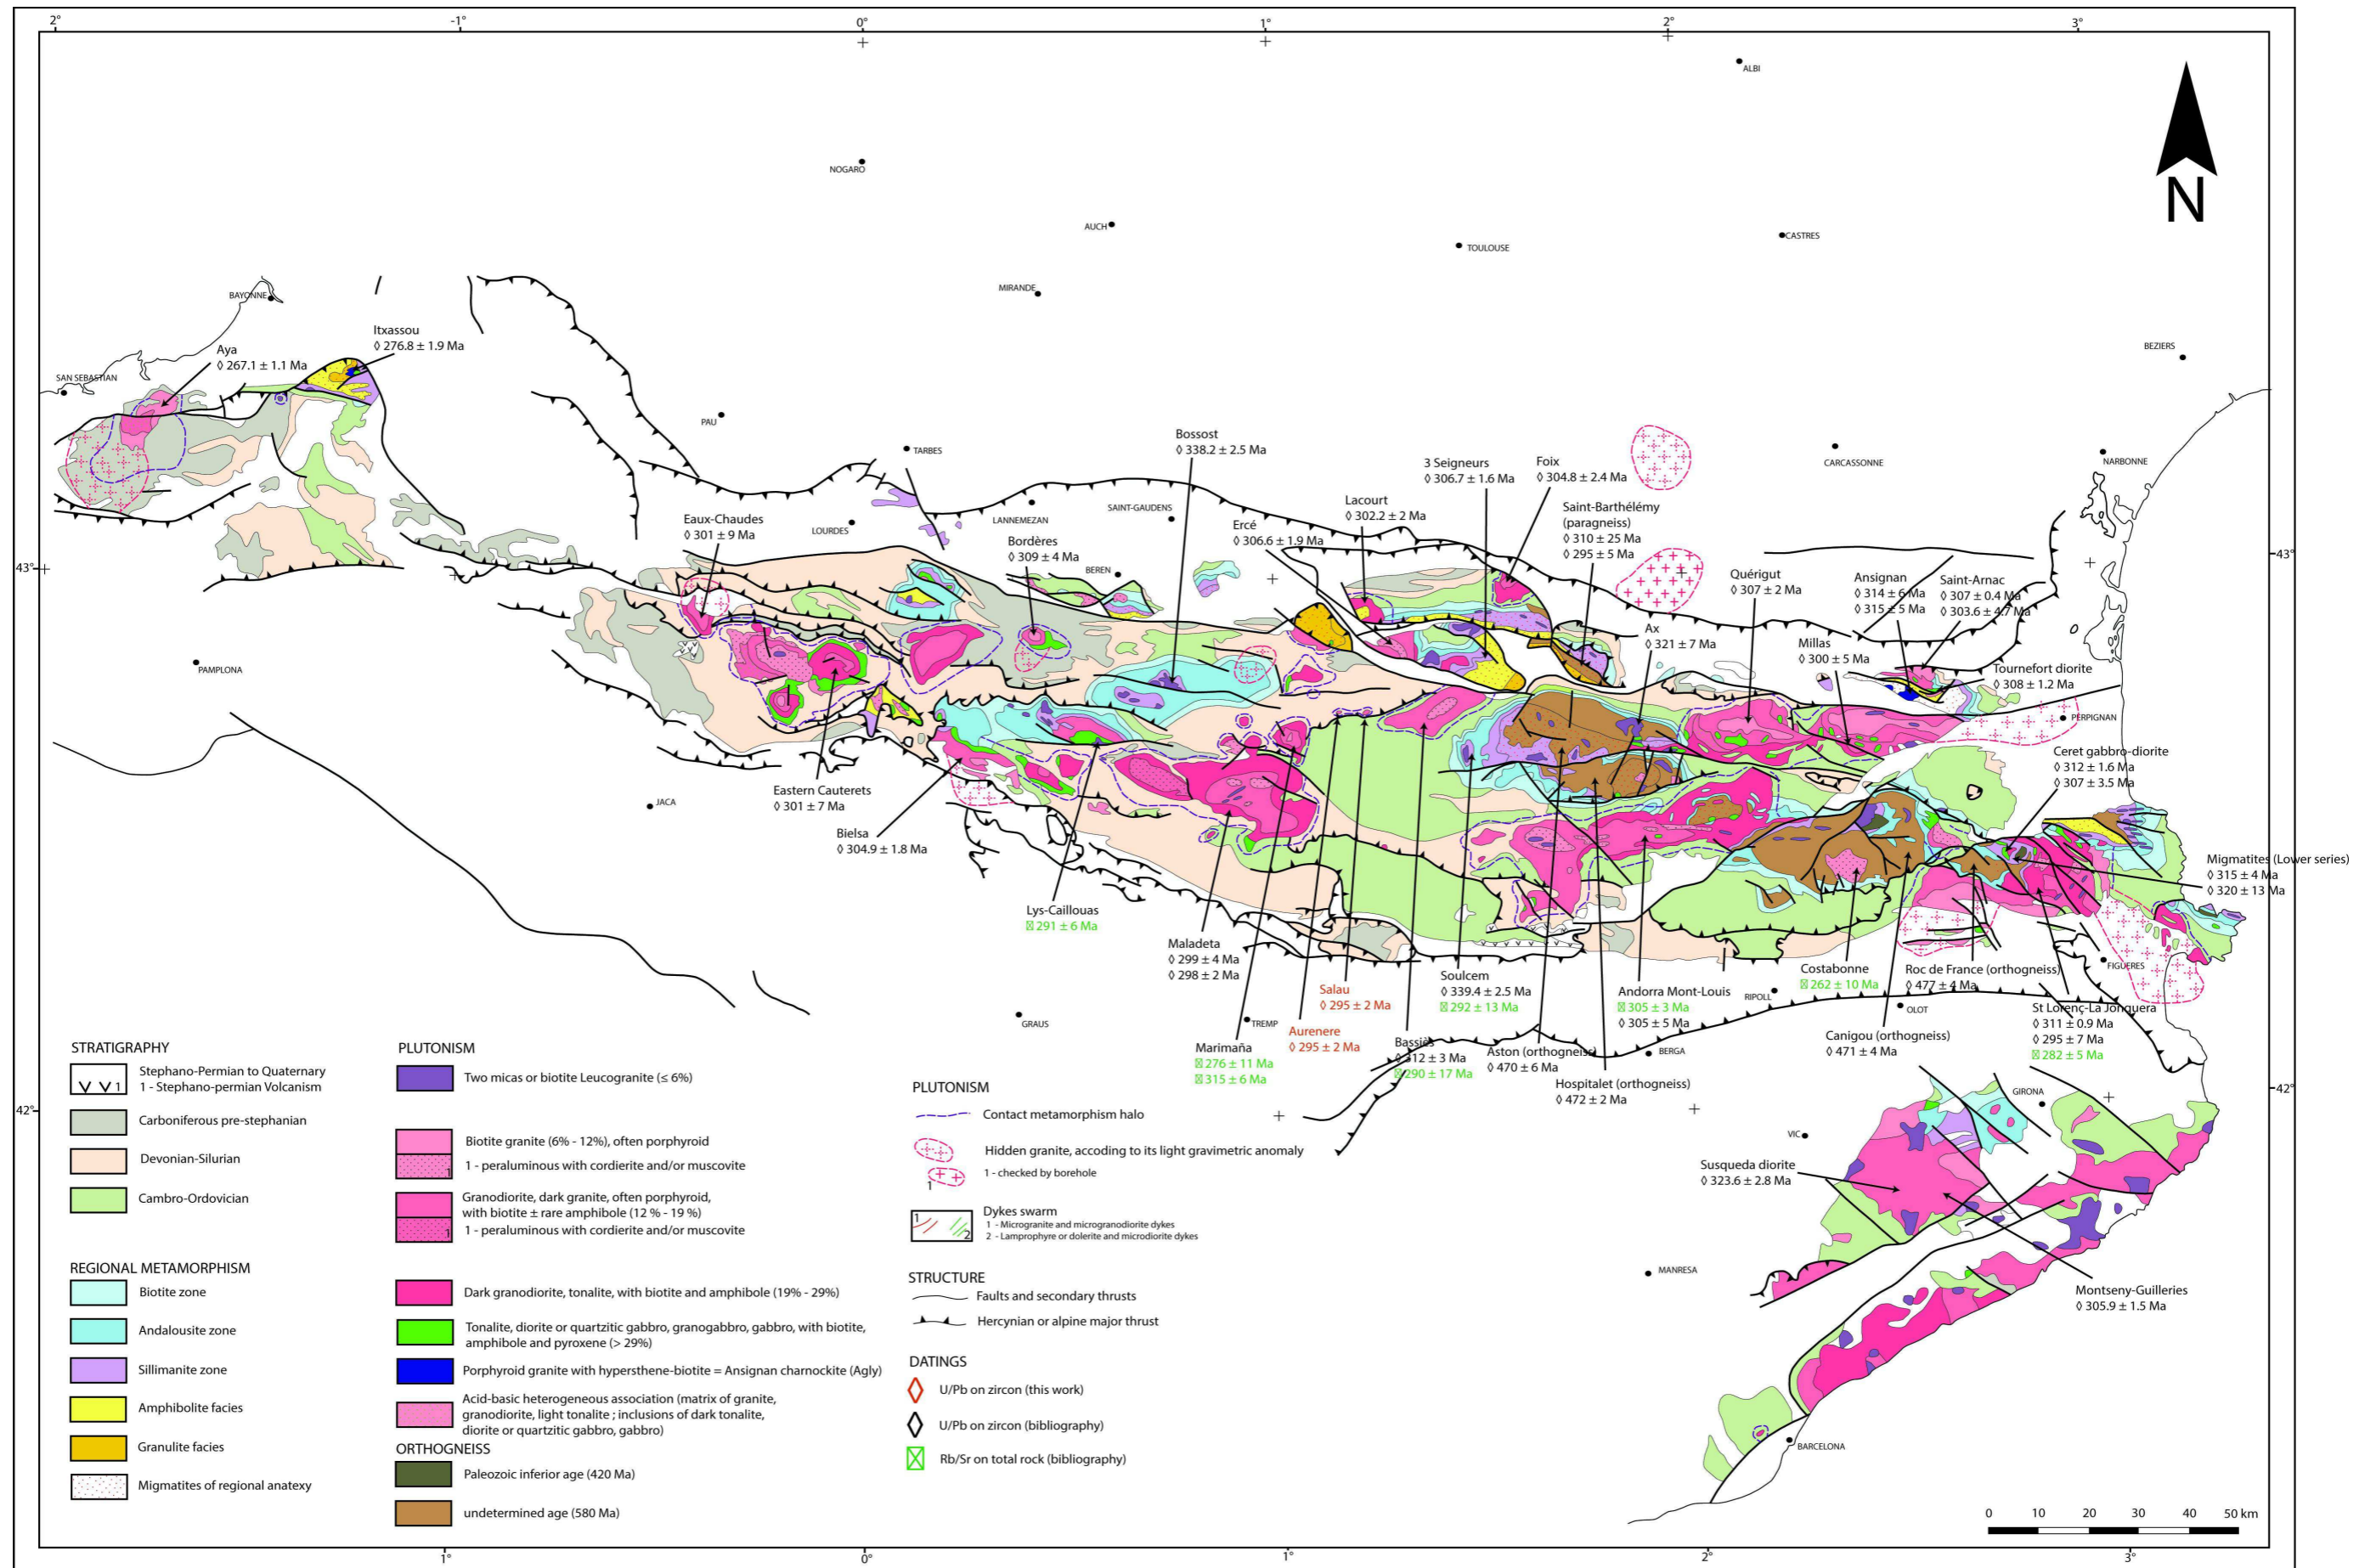 2°
-1°
0°
1°
2°
3°
ALBI
N
NOGARO
AUCH
TOULOUSE
CASTRES
MIRANDE
BAYONNE
BEZIERS
Itxassou
◊ 276.8 ± 1.9 Ma
Aya
◊ 267.1 ± 1.1 Ma
SAN SEBASTIAN
PAU
TARBES
CARCASSONNE
NARBONNE
Bossost
◊ 338.2 ± 2.5 Ma
3 Seigneurs
◊ 306.7 ± 1.6 Ma
Foix
◊ 304.8 ± 2.4 Ma
Lacourt
◊ 302.2 ± 2 Ma
Saint-Barthélémy
(paragneiss)
◊ 310 ± 25 Ma
◊ 295 ± 5 Ma
Ercé
◊ 306.6 ± 1.9 Ma
Eaux-Chaudes
◊ 301 ± 9 Ma
LOURDES
LANNEMEZAN
SAINT-GAUDENS
Bordères
◊ 309 ± 4 Ma
BEREN
43°
43°
Quérigut
◊ 307 ± 2 Ma
Ansignan
◊ 314 ± 6 Ma
◊ 315 ± 5 Ma
Saint-Arnac
◊ 307 ± 0.4 Ma
◊ 303.6 ± 4.7 Ma
Ax
◊ 321 ± 7 Ma
Millas
◊ 300 ± 5 Ma
Tournefort diorite
◊ 308 ± 1.2 Ma
PERPIGNAN
PAMPLONA
Ceret gabbro-diorite
◊ 312 ± 1.6 Ma
◊ 307 ± 3.5 Ma
JACA
Eastern Cauterets
◊ 301 ± 7 Ma
Bielsa
◊ 304.9 ± 1.8 Ma
Migmatites (Lower series)
◊ 315 ± 4 Ma
◊ 320 ± 13 Ma
Lys-Caillouas
291 ± 6 Ma
Maladeta
◊ 299 ± 4 Ma
◊ 298 ± 2 Ma
Salau
◊ 295 ± 2 Ma
Aurenere
◊ 295 ± 2 Ma
Marimaña
276 ± 11 Ma
315 ± 6 Ma
Bassiès
◊ 312 ± 3 Ma
290 ± 17 Ma
Soulcem
◊ 339.4 ± 2.5 Ma
292 ± 13 Ma
Aston (orthogneiss)
◊ 470 ± 6 Ma
Hospitalet (orthogneiss)
◊ 472 ± 2 Ma
Andorra Mont-Louis
305 ± 3 Ma
◊ 305 ± 5 Ma
Costabonne
262 ± 10 Ma
Roc de France (orthogneiss)
◊ 477 ± 4 Ma
Canigou (orthogneiss)
◊ 471 ± 4 Ma
St Lorenç-La Jonquera
◊ 311 ± 0.9 Ma
◊ 295 ± 7 Ma
282 ± 5 Ma
FIGUERES
RIPOLL
OLOT
BERGA
GRAUS
TREMP
42°
42°
GIRONA
VIC
Susqueda diorite
◊ 323.6 ± 2.8 Ma
MANRESA
Montseny-Guilleries
◊ 305.9 ± 1.5 Ma
BARCELONA
STRATIGRAPHY
1
Stephano-Permian to Quaternary
1 - Stephano-permian Volcanism
Carboniferous pre-stephanian
Devonian-Silurian
Cambro-Ordovician
REGIONAL METAMORPHISM
Biotite zone
Andalousite zone
Sillimanite zone
Amphibolite facies
Granulite facies
Migmatites of regional anatexy
PLUTONISM
Two micas or biotite Leucogranite (≤ 6%)
Biotite granite (6% - 12%), often porphyroid
1
1 - peraluminous with cordierite and/or muscovite
Granodiorite, dark granite, often porphyroid,
with biotite ± rare amphibole (12 % - 19 %)
1
1 - peraluminous with cordierite and/or muscovite
Dark granodiorite, tonalite, with biotite and amphibole (19% - 29%)
Tonalite, diorite or quartzitic gabbro, granogabbro, gabbro, with biotite,
amphibole and pyroxene (> 29%)
Porphyroid granite with hypersthene-biotite = Ansignan charnockite (Agly)
Acid-basic heterogeneous association (matrix of granite,
granodiorite, light tonalite ; inclusions of dark tonalite,
diorite or quartzitic gabbro, gabbro)
ORTHOGNEISS
Paleozoic inferior age (420 Ma)
undetermined age (580 Ma)
PLUTONISM
Contact metamorphism halo
Hidden granite, accoding to its light gravimetric anomaly
1 - checked by borehole
1
1
2
Dykes swarm
1 - Microgranite and microgranodiorite dykes
2 - Lamprophyre or dolerite and microdiorite dykes
STRUCTURE
Faults and secondary thrusts
Hercynian or alpine major thrust
DATINGS
U/Pb on zircon (this work)
U/Pb on zircon (bibliography)
Rb/Sr on total rock (bibliography)
0 10 20 30 40 50 km
1°
0°
1°
2°
3°